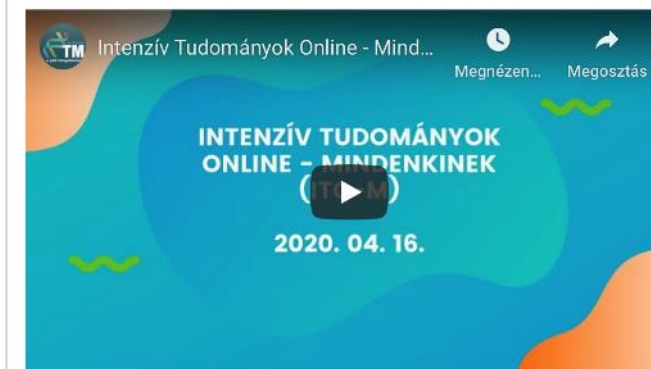 TM
Intenzív Tudományok Online - Mind...
Megnézen...
Megosztás
INTENZÍV TUDOMÁNYOK
ONLINE - MINDENKINEK
2020. 04. 16.